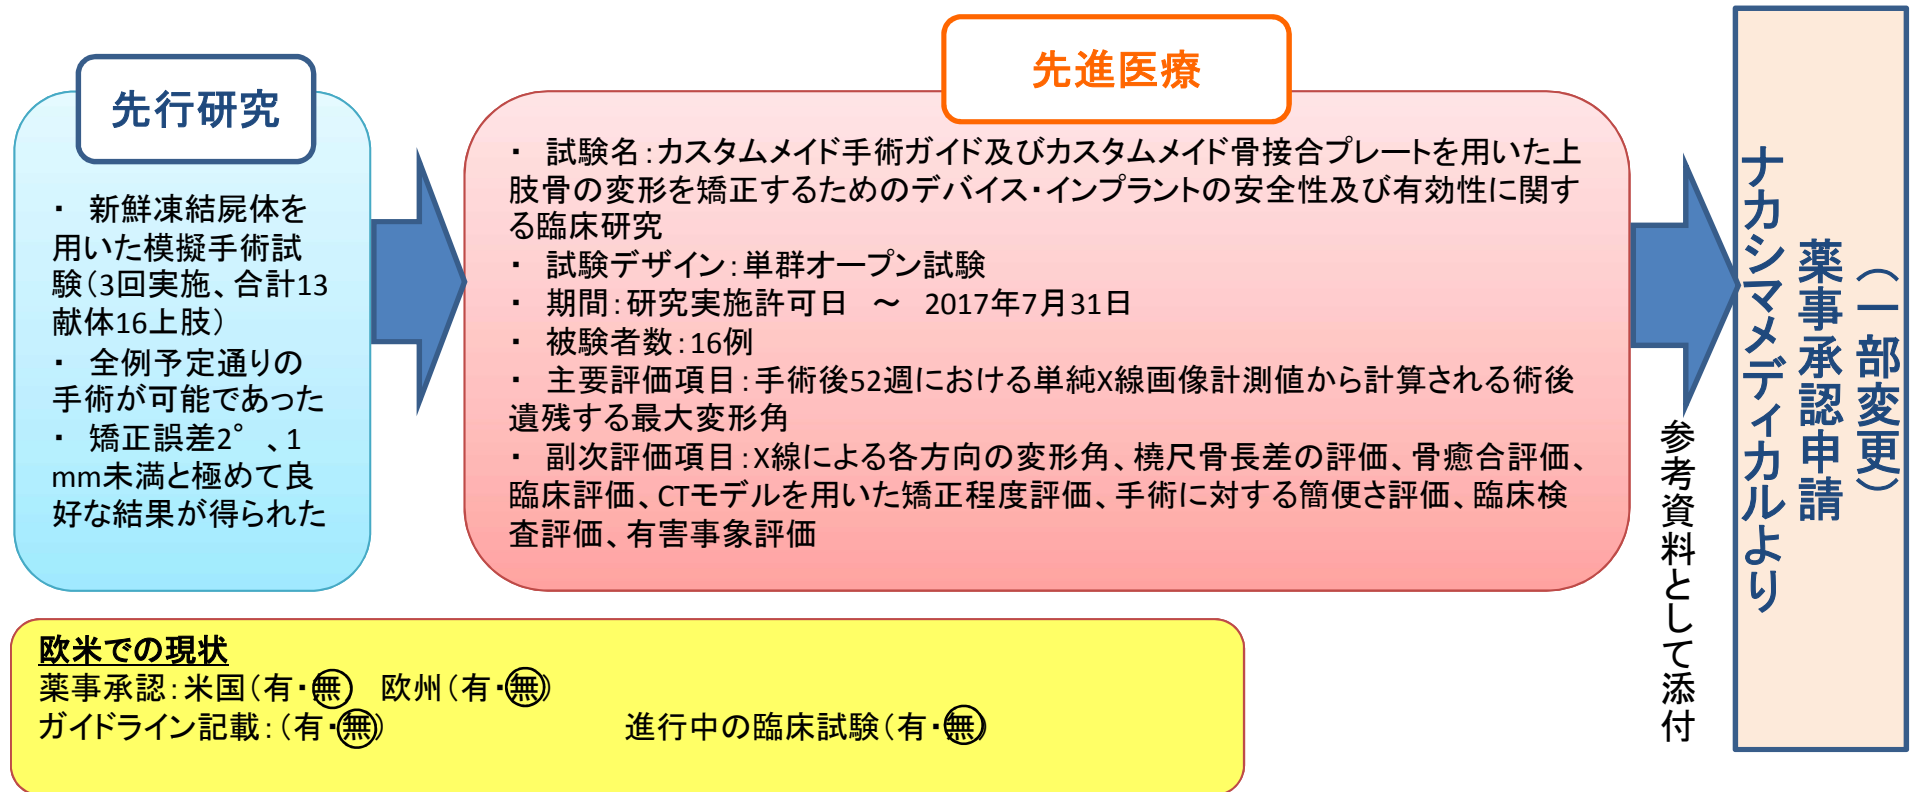 先行研究
・ 新鮮凍結屍体を
用いた模擬手術試
験(3回実施、合計13
献体16上肢)
・ 全例予定通りの
手術が可能であった
・ 矯正誤差2°、1
mm未満と極めて良
好な結果が得られた
先進医療
・ 試験名:カスタムメイド手術ガイド及びカスタムメイド骨接合プレートを用いた上
肢骨の変形を矯正するためのデバイス・インプラントの安全性及び有効性に関す
る臨床研究
・ 試験デザイン:単群オープン試験
・ 期間:研究実施許可日 ～ 2017年7月31日
・ 被験者数:16例
・ 主要評価項目:手術後52週における単純X線画像計測値から計算される術後
遺残する最大変形角
・ 副次評価項目:X線による各方向の変形角、橈尺骨長差の評価、骨癒合評価、
臨床評価、CTモデルを用いた矯正程度評価、手術に対する簡便さ評価、臨床検
査評価、有害事象評価
参考資料として添付
(一部変更)
薬事承認申請
ナカシマメディカルより
欧米での現状
薬事承認:米国(有・無) 欧州(有・無)
ガイドライン記載:(有・無) 進行中の臨床試験(有・無)